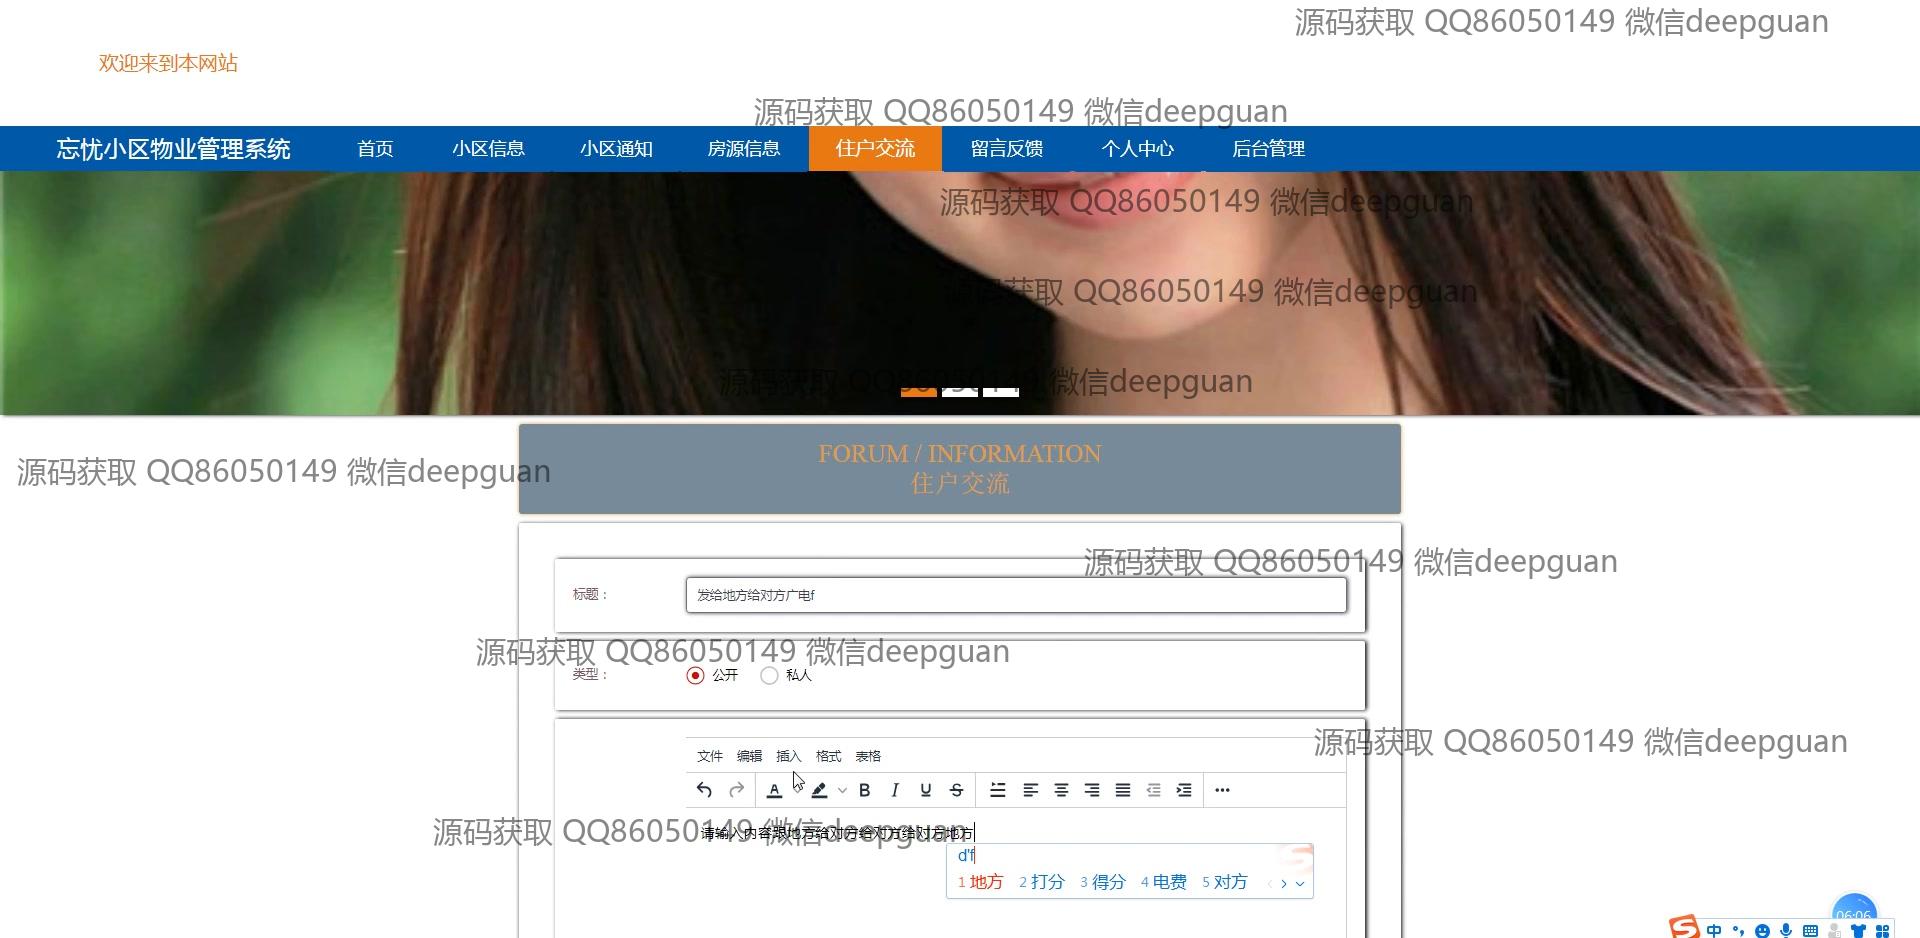 源码获取 QQ86050149 微信deepguan
欢迎来到本网站
源码获取 QQ86050149 微信deepguan
忘忧小区物业管理系统 首页 小区信息 小区通知 房源信息 住户交流 留言反馈 个人中心 后台管理
源码获取 QQ86050149 微信deepguan
源码获取 QQ86050149 微信deepguan
源码获取 QQ86050149 微信deepguan
FORUM / INFORMATION
源码获取 QQ86050149 微信deepguan
住户交流
源码获取 QQ86050149 微信deepguan
标题： 发给地方给对方广电f
源码获取 QQ86050149 微信deepguan
类型： 公开 私人
源码获取 QQ86050149 微信deepguan
文件 编辑 插入 格式 表格
A B I U S
源码获取 QQ86050149 微信deepguan
请输入内容跟地方给对方给对方给对方地方
d'f
1 地方 2 打分 3 得分 4 电费 5 对方
06:06
中